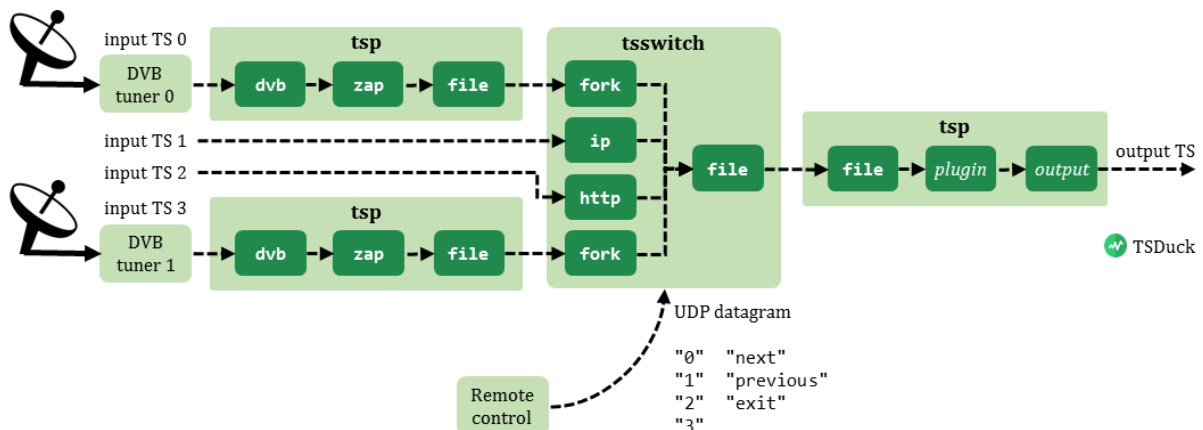 input TS 0
DVB
tuner 0
tsp
dvb
zap
file
tsswitch
fork
input TS 1
ip
input TS 2
http
input TS 3
DVB
tuner 1
tsp
dvb
zap
file
fork
file
tsp
file
plugin
output
output TS
TSDuck
UDP datagram
"0" "next"
"1" "previous"
"2" "exit"
"3"
Remote
control